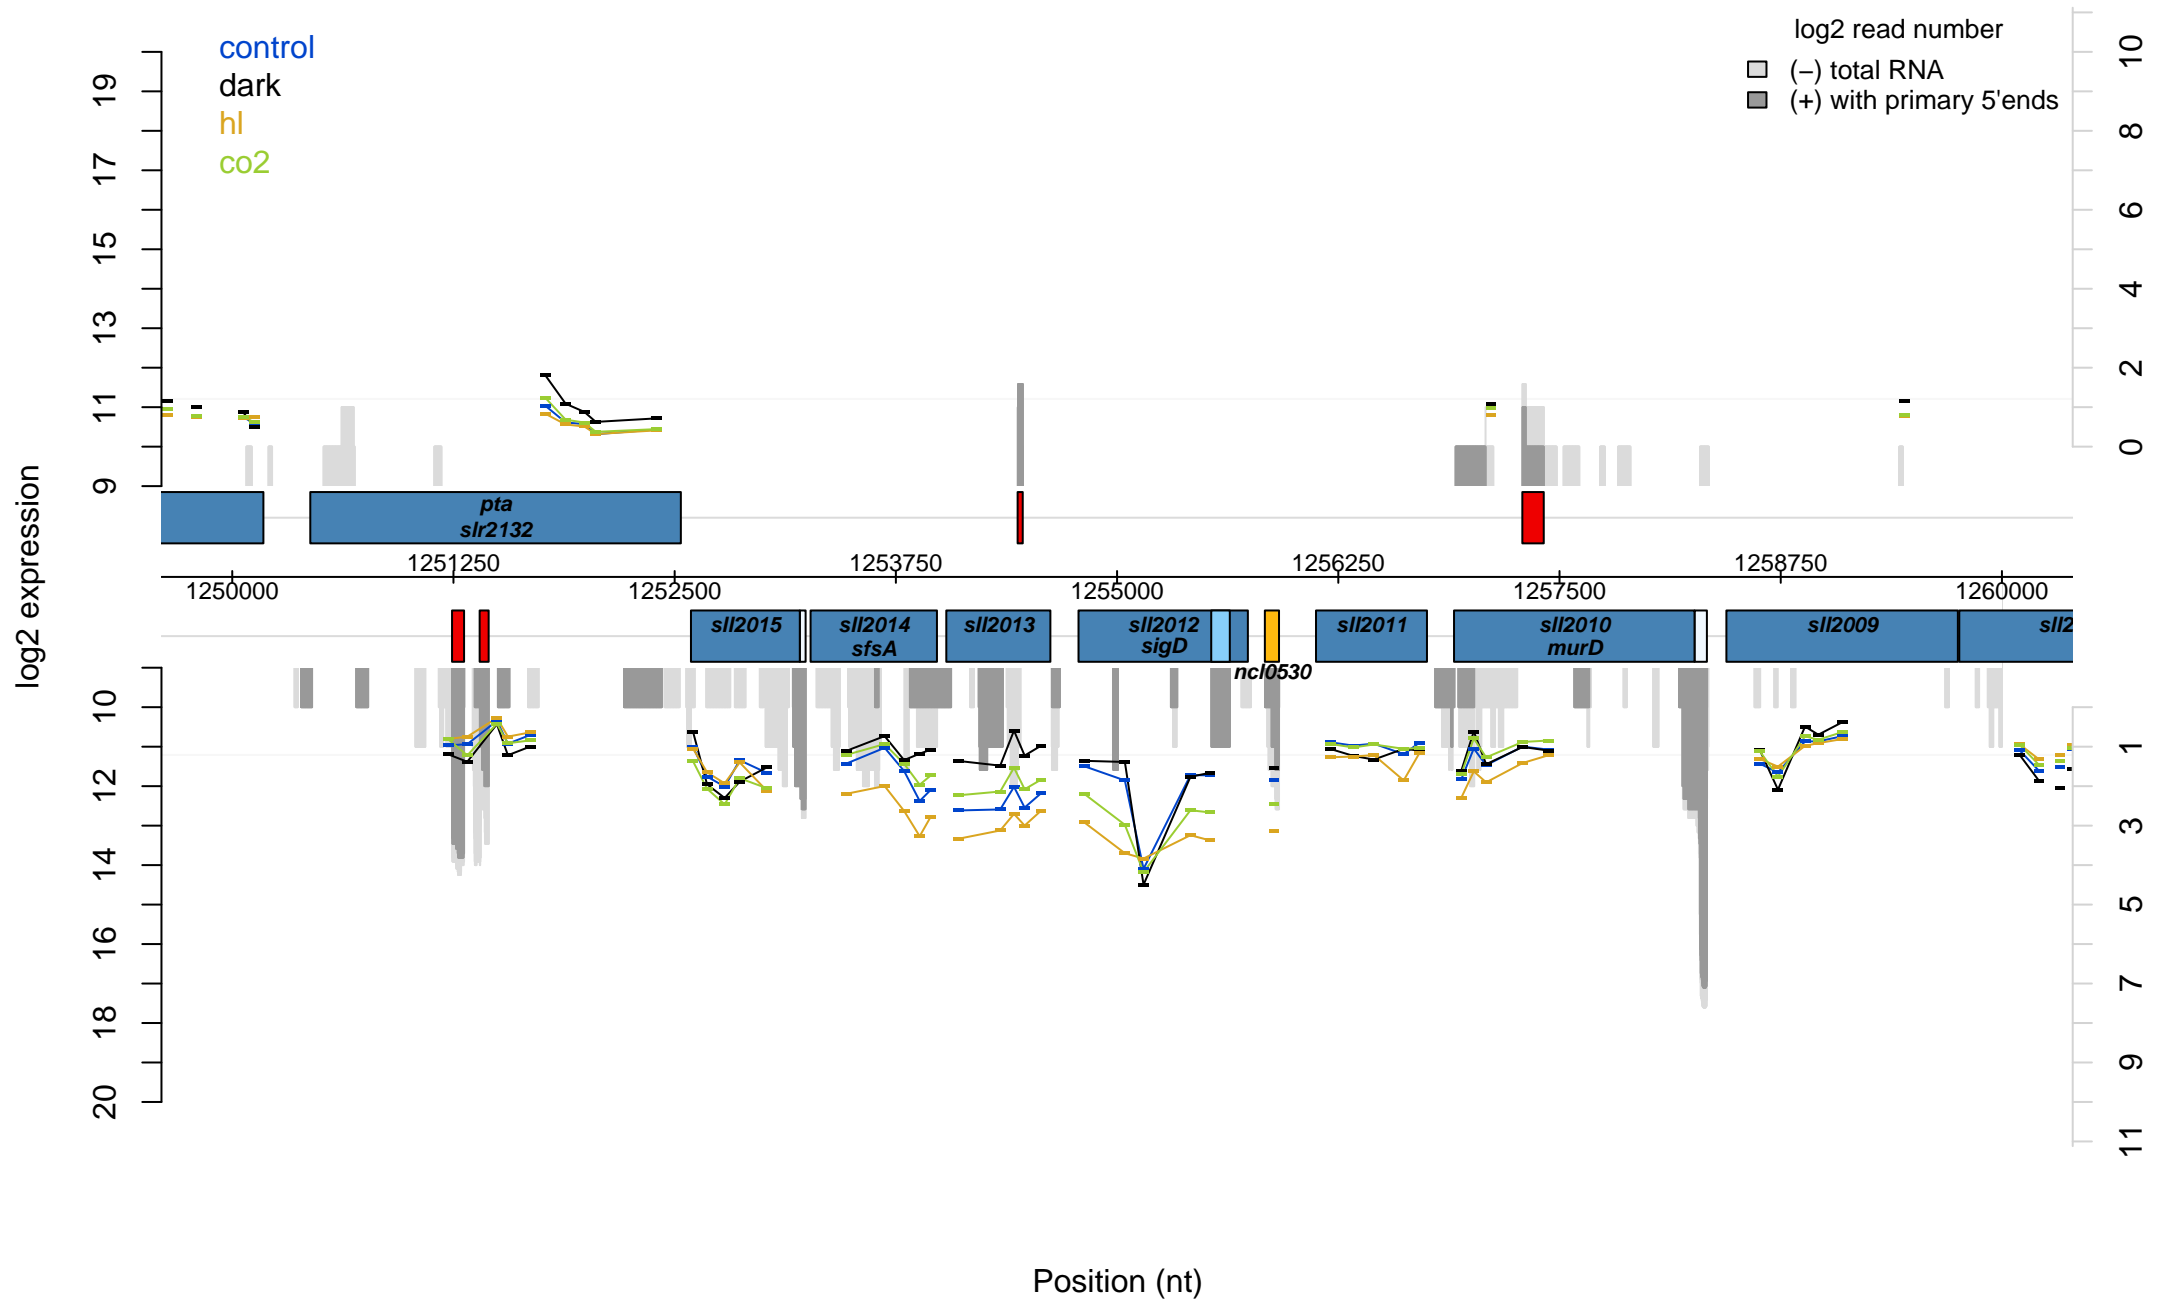 control
dark
hl
co2
log2 read number
(−) total RNA
(+) with primary 5'ends
19
17
15
13
11
9
10
8
6
4
2
0
log2 expression
pta
slr2132
1251250
1253750
1256250
1258750
1250000
1252500
1255000
1257500
1260000
sll2015
sll2014
sfsA
sll2013
sll2012
sigD
ncl0530
sll2011
sll2010
murD
sll2009
sll2
10
12
14
16
18
20
1
3
5
7
9
11
Position (nt)